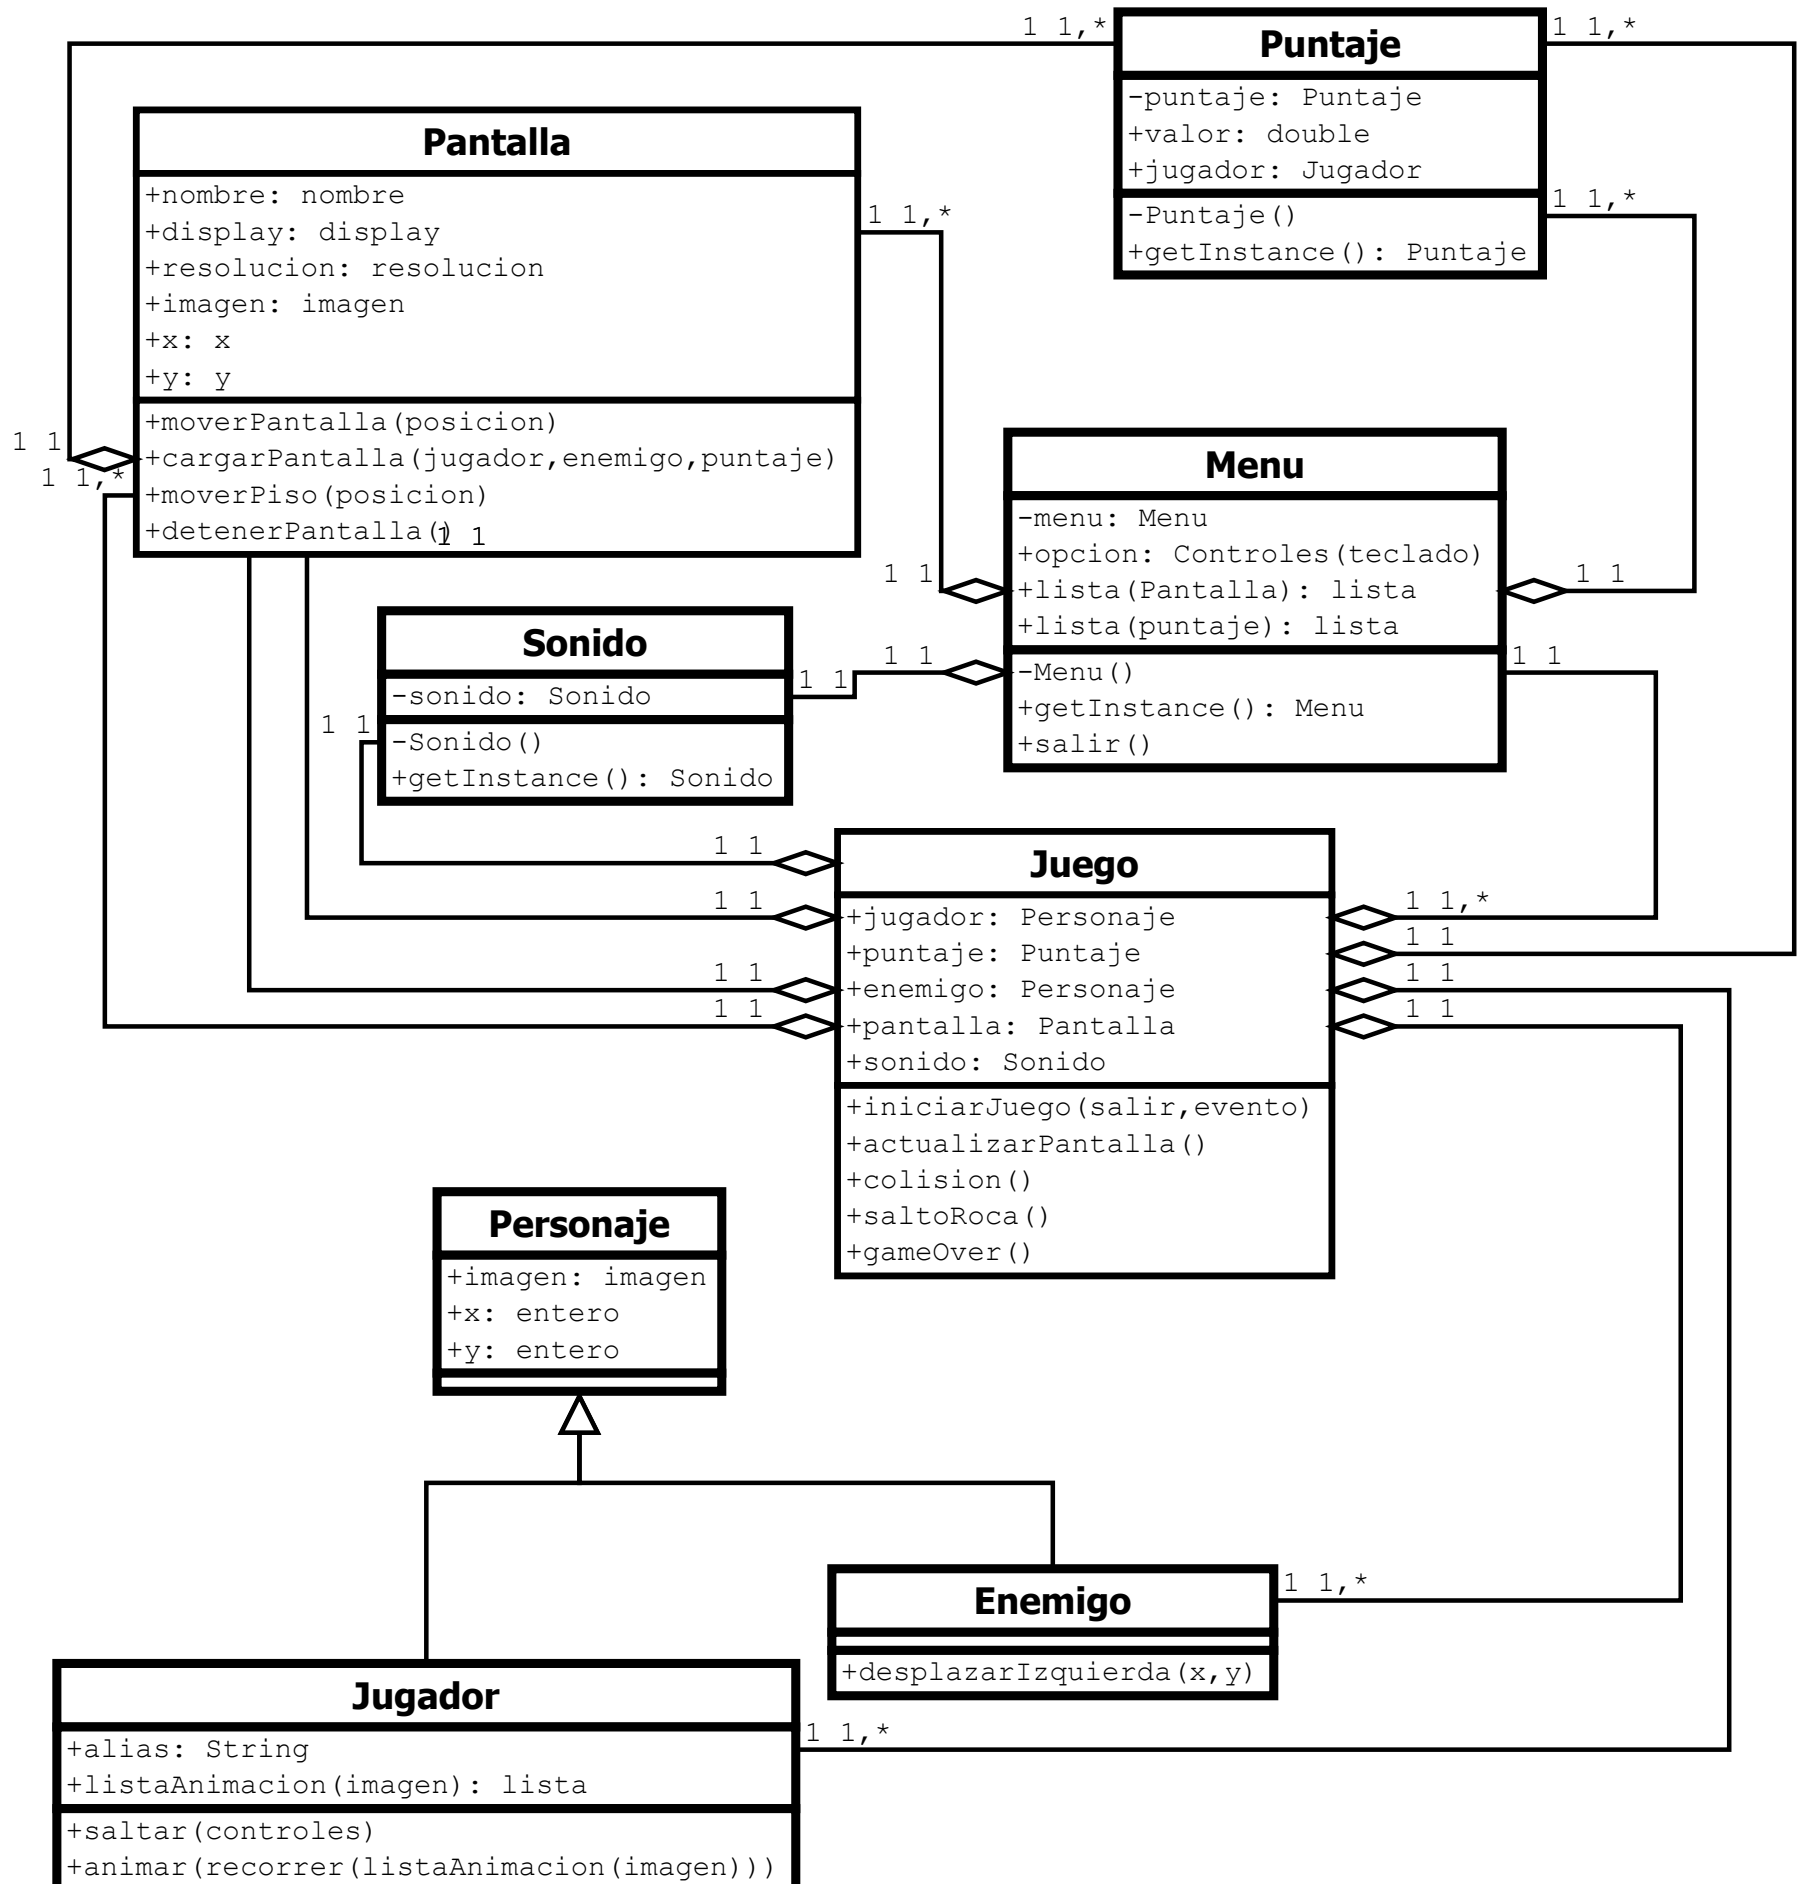 1 1,*
Puntaje
1 1,*
-puntaje: Puntaje
+valor: double
+jugador: Jugador
1 1,*
-Puntaje()
+getInstance(): Puntaje
Pantalla
+nombre: nombre
+display: display
+resolucion: resolucion
+imagen: imagen
+x: x
+y: y
1 1,*
+moverPantalla(posicion)
+cargarPantalla(jugador,enemigo,puntaje)
+moverPiso(posicion)
+detenerPantalla()
1 1
1 1
1 1,*
Menu
-menu: Menu
+opcion: Controles(teclado)
+lista(Pantalla): lista
+lista(puntaje): lista
1 1
1 1
-Menu()
+getInstance(): Menu
+salir()
1 1
1 1
Sonido
-sonido: Sonido
1 1
1 1
-Sonido()
+getInstance(): Sonido
Juego
1 1
1 1
1 1
1 1
+jugador: Personaje
+puntaje: Puntaje
+enemigo: Personaje
+pantalla: Pantalla
+sonido: Sonido
1 1,*
1 1
1 1
1 1
+iniciarJuego(salir,evento)
+actualizarPantalla()
+colision()
+saltoRoca()
+gameOver()
Personaje
+imagen: imagen
+x: entero
+y: entero
Enemigo
1 1,*
+desplazarIzquierda(x,y)
Jugador
1 1,*
+alias: String
+listaAnimacion(imagen): lista
+saltar(controles)
+animar(recorrer(listaAnimacion(imagen)))